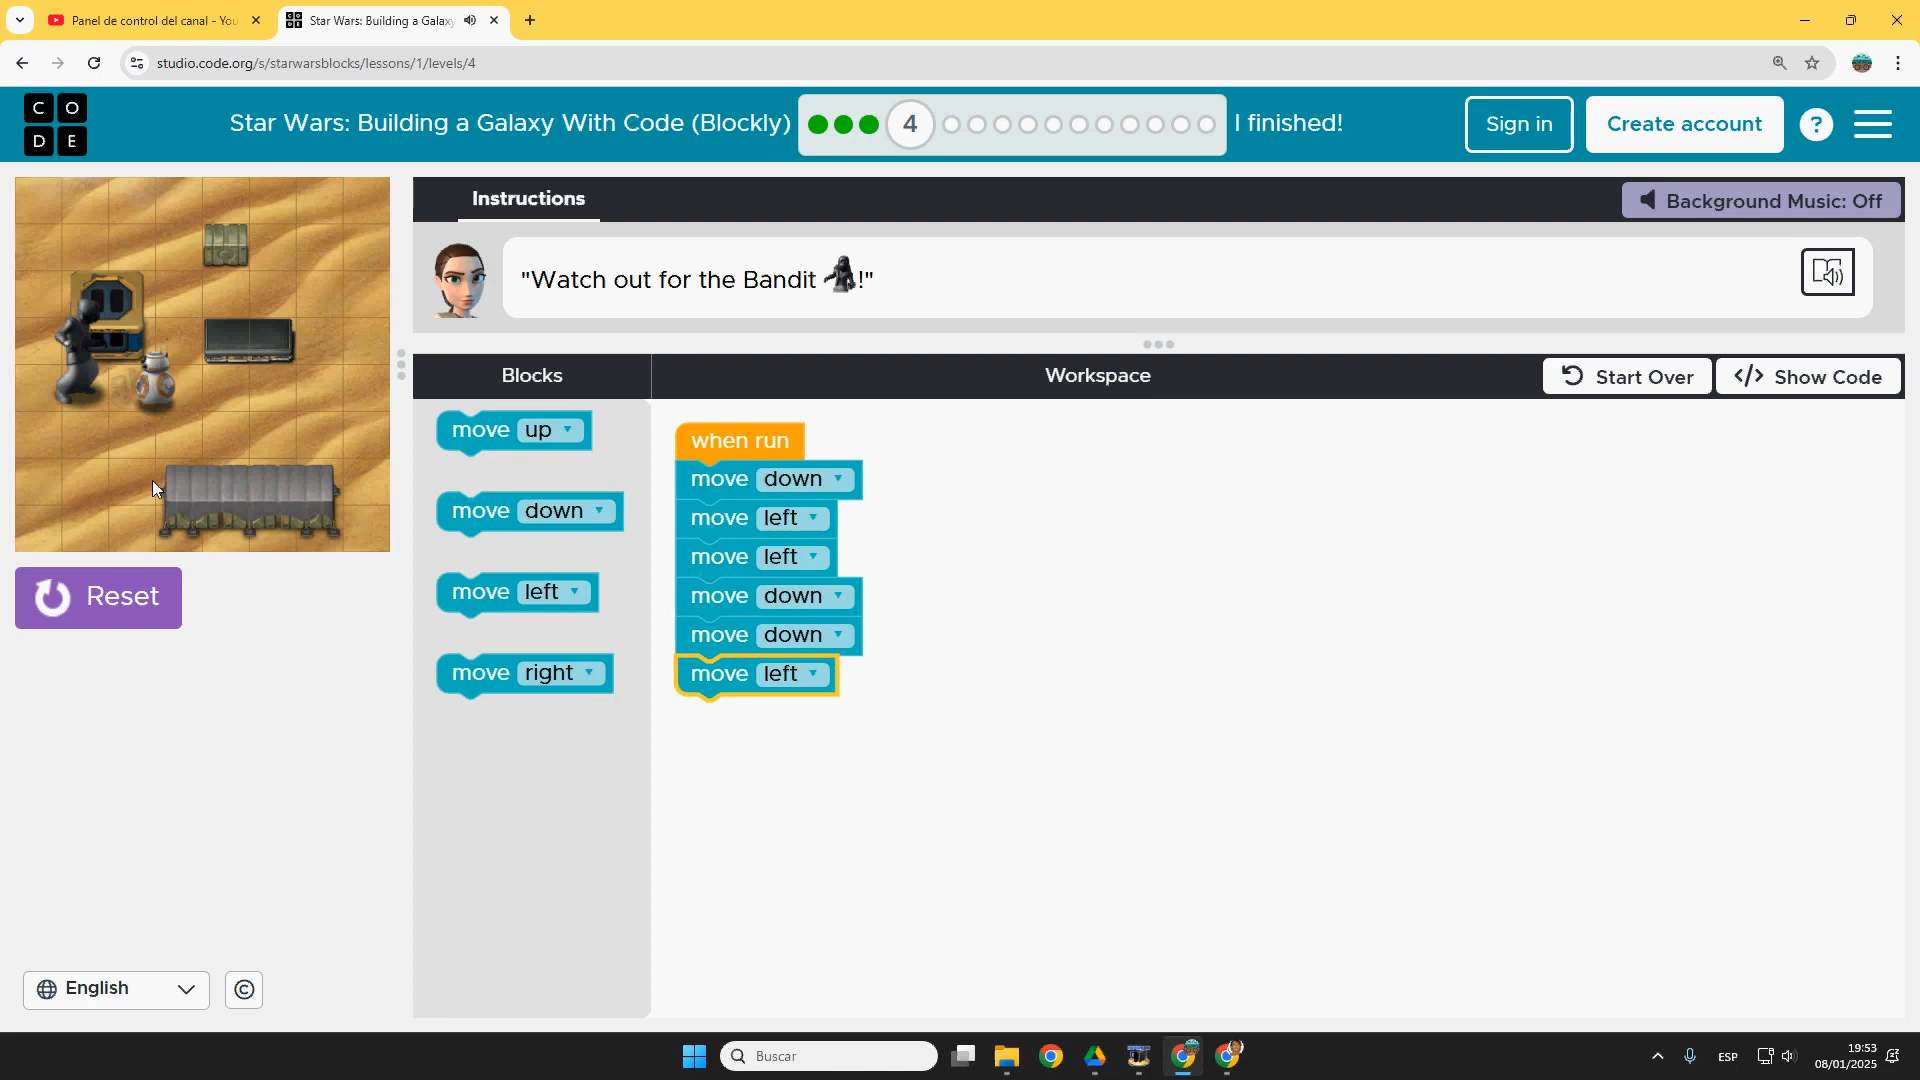 Panel de control del canal - You
Star Wars: Building a Galaxy
studio.code.org/s/starwarsblocks/lessons/1/levels/4
C O
D E
Star Wars: Building a Galaxy With Code (Blockly)
4
I finished!
Sign in
Create account
?
Instructions
Background Music: Off
"Watch out for the Bandit !"
Blocks
Workspace
Start Over
</> Show Code
move up
move down
move left
move right
when run
move down
move left
move left
move down
move down
move left
Reset
English
©
Buscar
ESP
19:53
08/01/2025